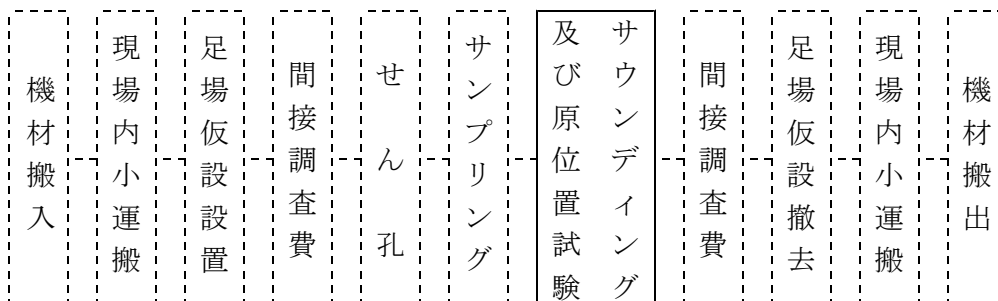 機材搬入
現場内小運搬
足場仮設設置
間接調査費
せん孔
サンプリング
サウンディング
及び原位置試験
間接調査費
足場仮設撤去
現場内小運搬
機材搬出